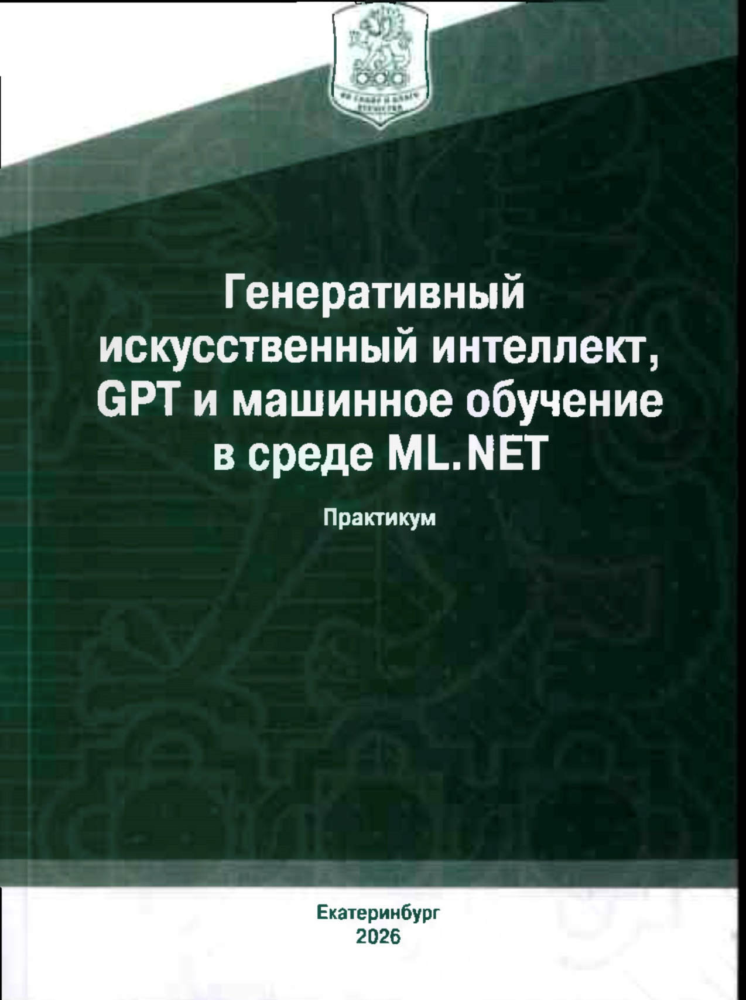 Генеративный
искусственный интеллект,
GPT и машинное обучение
в среде ML.NET
Практикум
Екатеринбург
2026